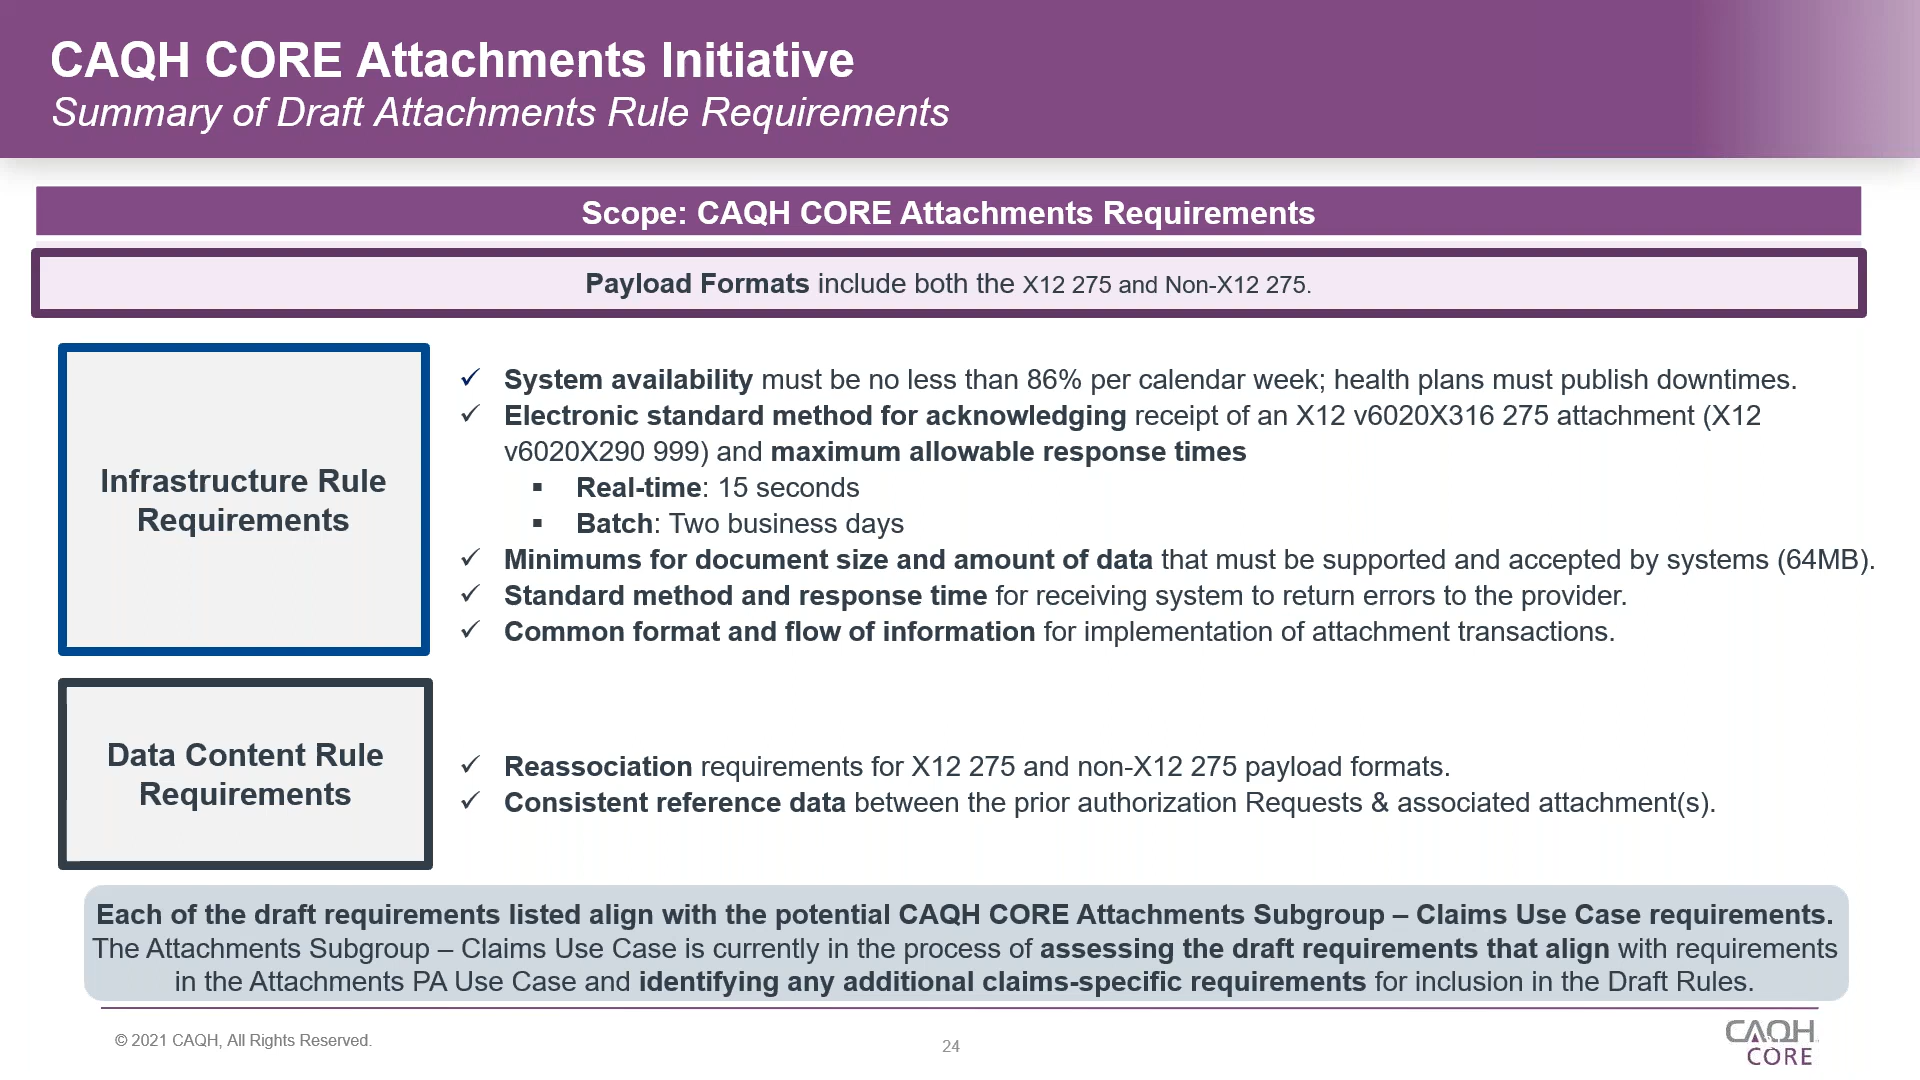 CAQH CORE Attachments Initiative
Summary of Draft Attachments Rule Requirements
Scope: CAQH CORE Attachments Requirements
Payload Formats include both the X12 275 and Non-X12 275.
Infrastructure Rule
Requirements
✓ System availability must be no less than 86% per calendar week; health plans must publish downtimes.
✓ Electronic standard method for acknowledging receipt of an X12 v6020X316 275 attachment (X12
v6020X290 999) and maximum allowable response times
▪ Real-time: 15 seconds
▪ Batch: Two business days
✓ Minimums for document size and amount of data that must be supported and accepted by systems (64MB).
✓ Standard method and response time for receiving system to return errors to the provider.
✓ Common format and flow of information for implementation of attachment transactions.
Data Content Rule
Requirements
✓ Reassociation requirements for X12 275 and non-X12 275 payload formats.
✓ Consistent reference data between the prior authorization Requests & associated attachment(s).
Each of the draft requirements listed align with the potential CAQH CORE Attachments Subgroup – Claims Use Case requirements.
The Attachments Subgroup – Claims Use Case is currently in the process of assessing the draft requirements that align with requirements
in the Attachments PA Use Case and identifying any additional claims-specific requirements for inclusion in the Draft Rules.
© 2021 CAQH, All Rights Reserved.
24
CAQH
CORE